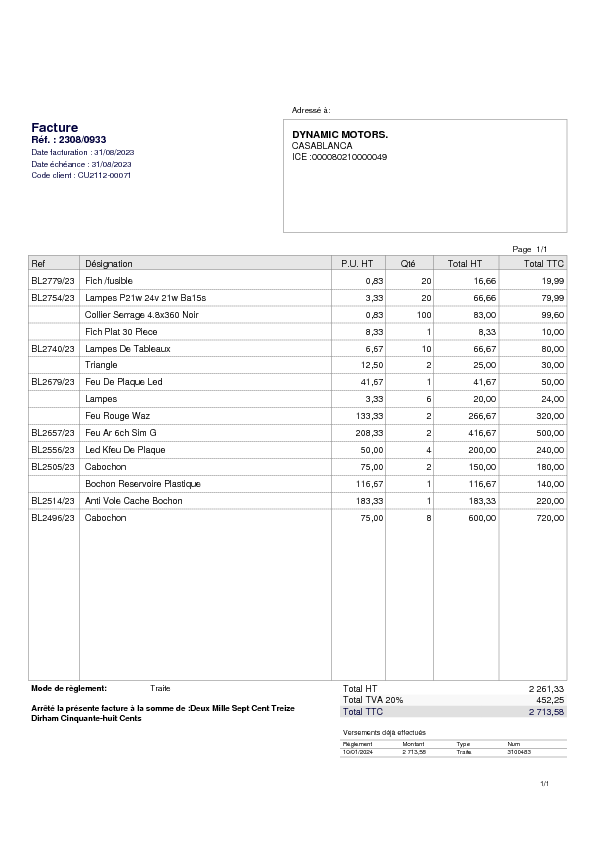 Adressé à:
Facture
Réf. : 2308/0933
Date facturation : 31/08/2023
Date échéance : 31/08/2023
Code client : CU2112-00071
DYNAMIC MOTORS.
CASABLANCA
ICE :000080210000049
Page 1/1
Ref Désignation P.U. HT Qté Total HT Total TTC
BL2779/23 Fich /fusible 0,83 20 16,66 19,99
BL2754/23 Lampes P21w 24v 21w Ba15s 3,33 20 66,66 79,99
Collier Serrage 4.8x360 Noir 0,83 100 83,00 99,60
Fich Plat 30 Piece 8,33 1 8,33 10,00
BL2740/23 Lampes De Tableaux 6,67 10 66,67 80,00
Triangle 12,50 2 25,00 30,00
BL2679/23 Feu De Plaque Led 41,67 1 41,67 50,00
Lampes 3,33 6 20,00 24,00
Feu Rouge Waz 133,33 2 266,67 320,00
BL2657/23 Feu Ar 6ch Sim G 208,33 2 416,67 500,00
BL2556/23 Led Kfeu De Plaque 50,00 4 200,00 240,00
BL2505/23 Cabochon 75,00 2 150,00 180,00
Bochon Reservoire Plastique 116,67 1 116,67 140,00
BL2514/23 Anti Vole Cache Bochon 183,33 1 183,33 220,00
BL2496/23 Cabochon 75,00 8 600,00 720,00
Mode de règlement: Traite
Arrêté la présente facture à la somme de :Deux Mille Sept Cent Treize
Dirham Cinquante-huit Cents
Total HT 2 261,33
Total TVA 20% 452,25
Total TTC 2 713,58
Versements déjà effectués
Règlement Montant Type Num
10/01/2024 2 713,58 Traite 3100483
1/1